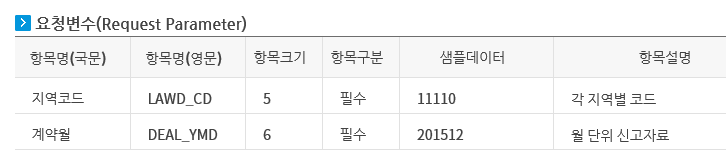 요청변수(Request Parameter)
항목명(국문) 항목명(영문) 항목크기 항목구분 샘플데이터 항목설명
지역코드 LAWD_CD 5 필수 11110 각 지역별 코드
계약월 DEAL_YMD 6 필수 201512 월 단위 신고자료